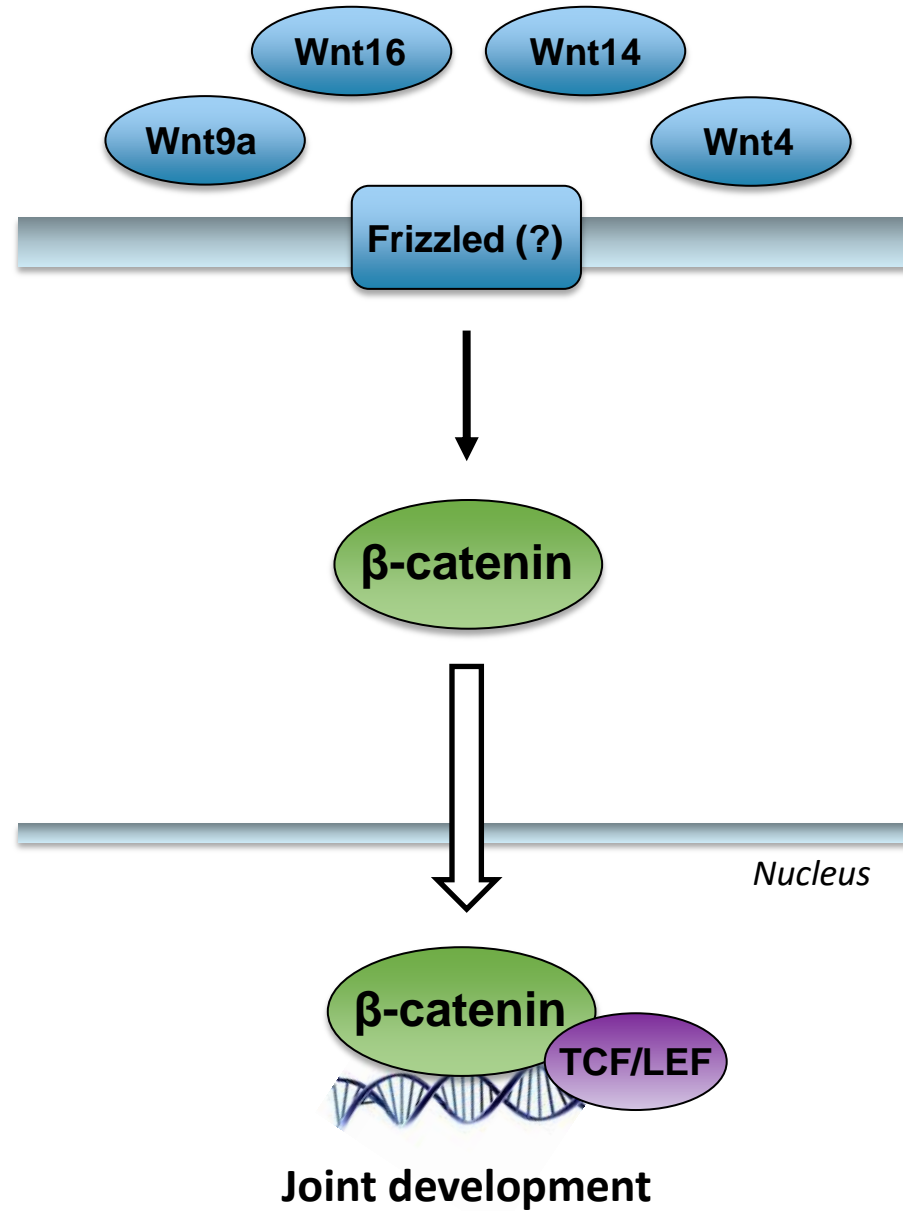 Wnt16
Wnt14
Wnt9a
Wnt4
Frizzled (?)
β-catenin
Nucleus
β-catenin
TCF/LEF
Joint development